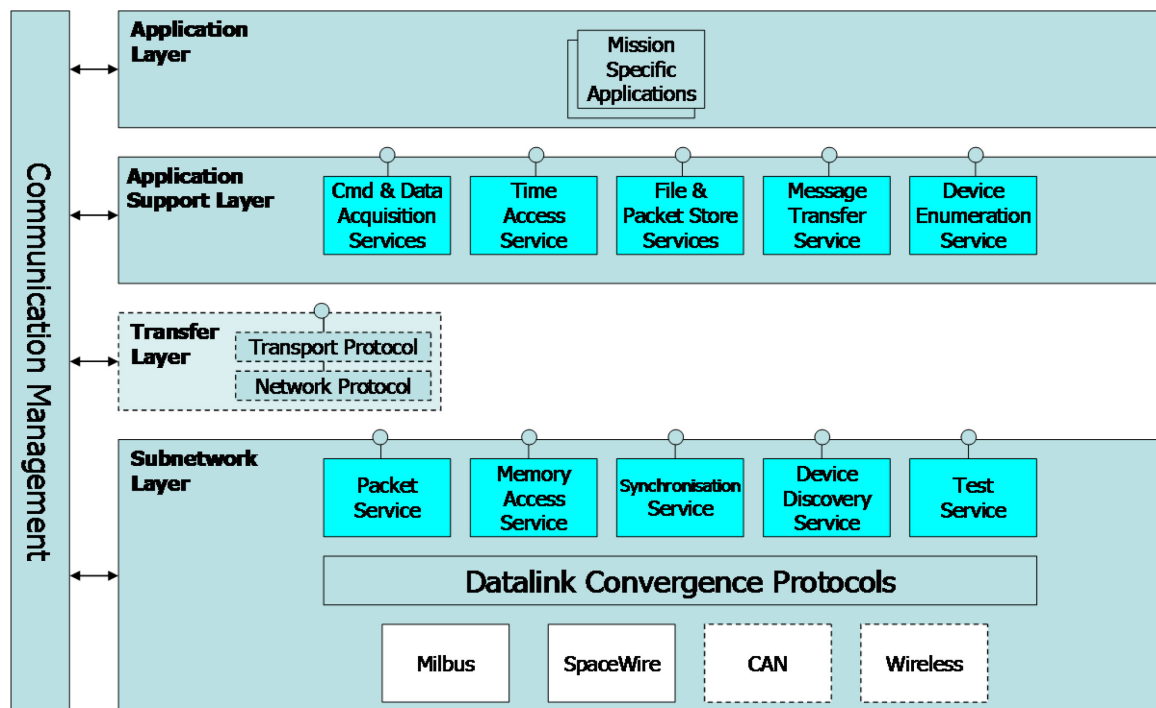 Communication Management
Application
Layer
Mission
Specific
Applications
Application
Support Layer
Cmd & Data
Acquisition
Services
Time
Access
Service
File &
Packet Store
Services
Message
Transfer
Service
Device
Enumeration
Service
Transfer
Layer
Transport Protocol
Network Protocol
Subnetwork
Layer
Packet
Service
Memory
Access
Service
Synchronisation
Service
Device
Discovery
Service
Test
Service
Datalink Convergence Protocols
Milbus
SpaceWire
CAN
Wireless